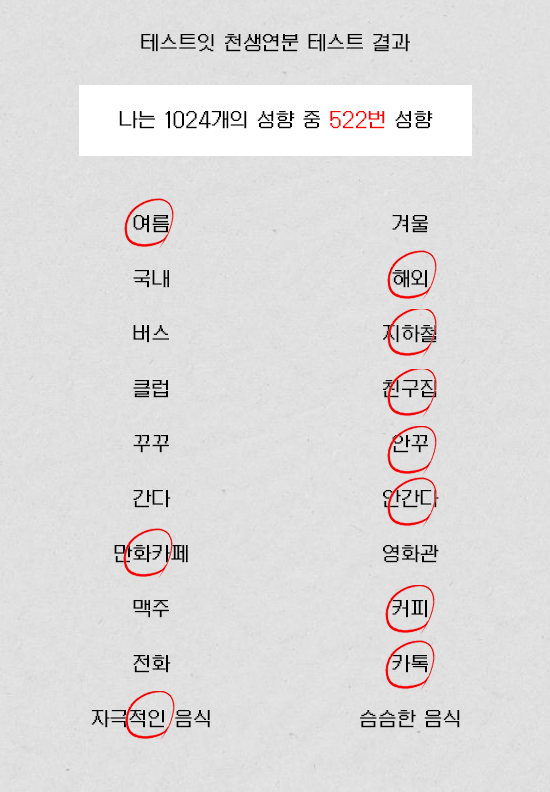 테스트잇 천생연분 테스트 결과
나는 1024개의 성향 중 522번 성향
여름 겨울
국내 해외
버스 지하철
클럽 친구집
꾸꾸 안꾸
간다 안간다
만화카페 영화관
맥주 커피
전화 카톡
자극적인 음식 슴슴한 음식